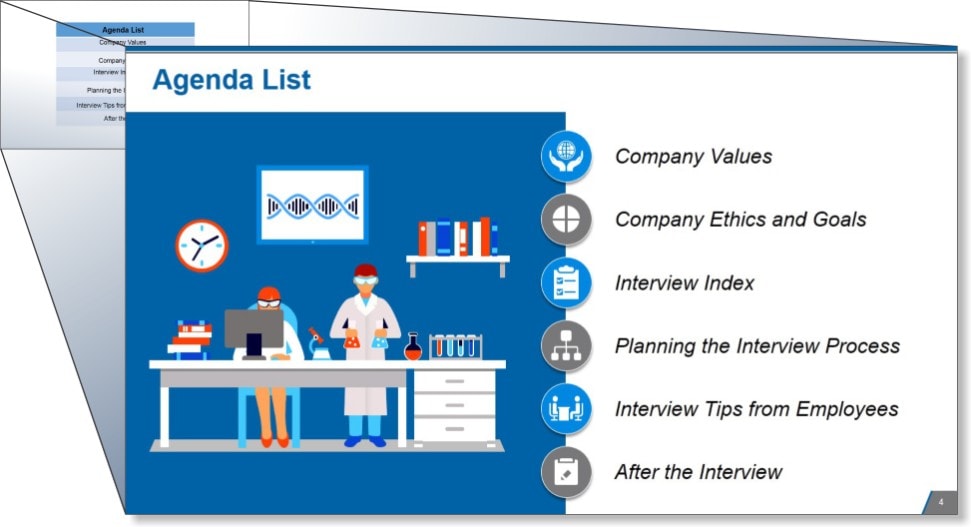 Agenda List
Company Values
Company
Interview In
Planning the
Interview Tips from
After the
Agenda List
Company Values
Company Ethics and Goals
Interview Index
Planning the Interview Process
Interview Tips from Employees
After the Interview
4